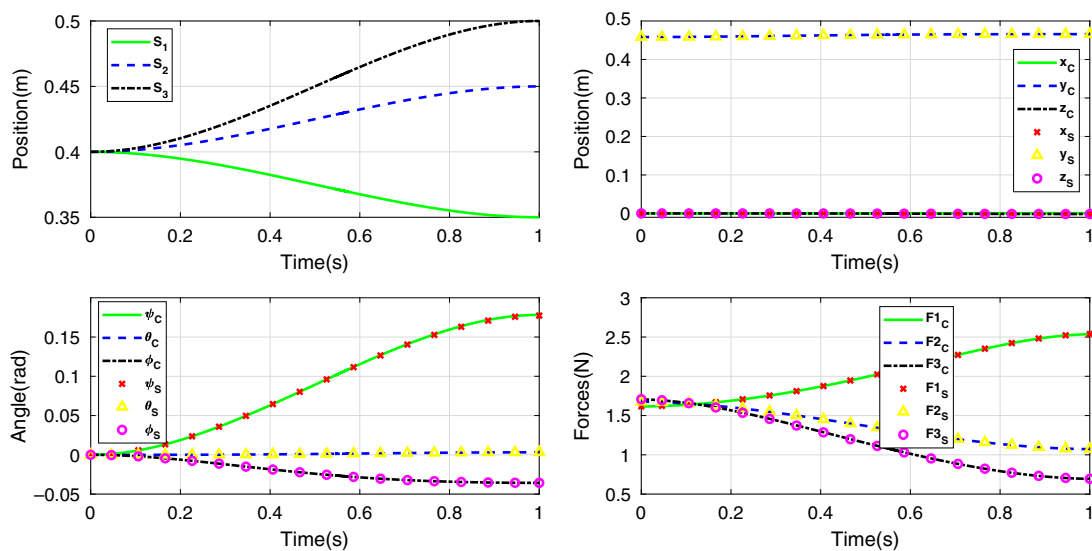 0.5
0.45
0.4
0.35
Position(m)
S1
S2
S3
0 0.2 0.4 0.6 0.8 1
Time(s)
0.5
0.4
0.3
0.2
0.1
0
Position(m)
xC
yC
zC
xS
yS
zS
0 0.2 0.4 0.6 0.8 1
Time(s)
0.15
0.1
0.05
0
−0.05
Angle(rad)
ψC
θC
ϕC
ψS
θS
ϕS
0 0.2 0.4 0.6 0.8 1
Time(s)
3
2.5
2
1.5
1
0.5
Forces(N)
F1C
F2C
F3C
F1S
F2S
F3S
0 0.2 0.4 0.6 0.8 1
Time(s)